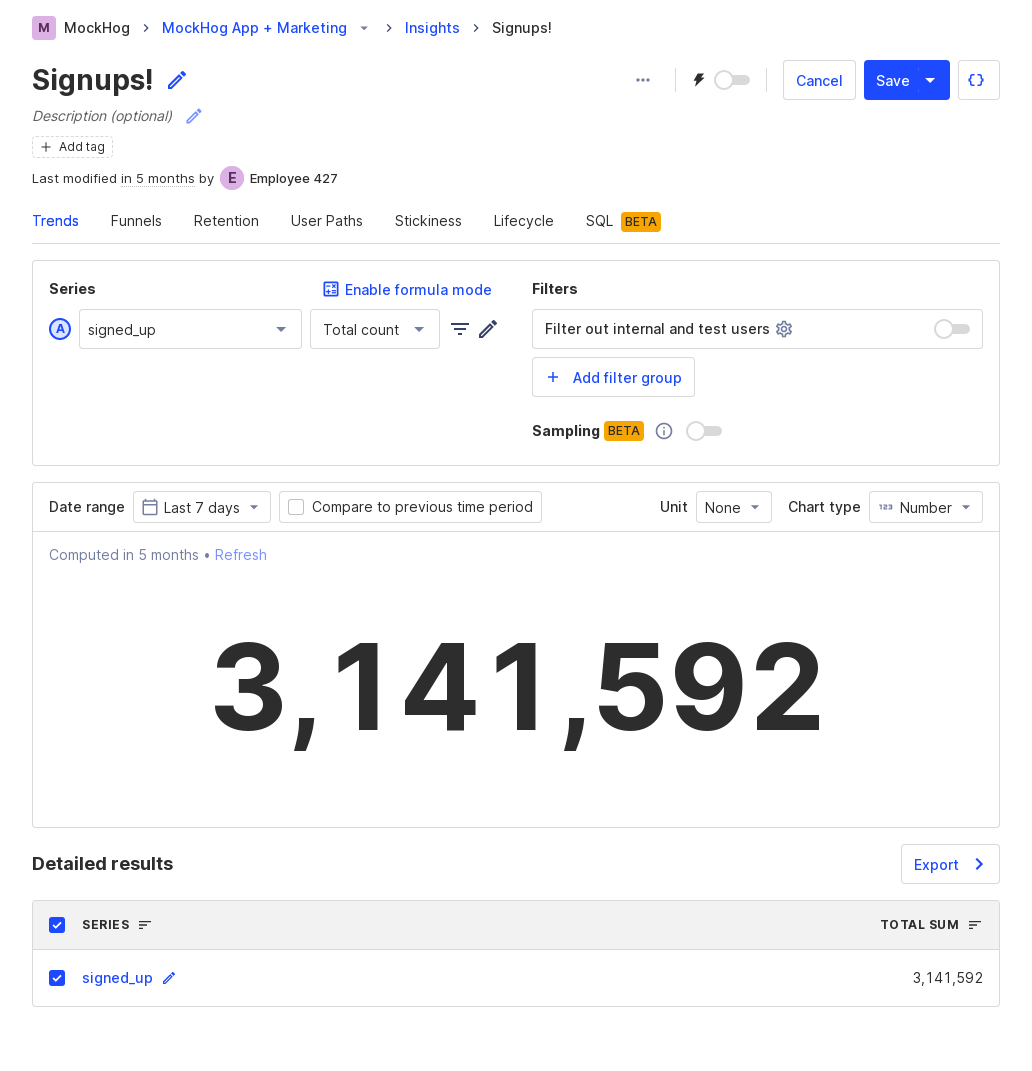 M MockHog MockHog App + Marketing Insights Signups!
Signups!
Cancel Save
Description (optional)
Add tag
Last modified in 5 months by E Employee 427
Trends Funnels Retention User Paths Stickiness Lifecycle SQL BETA
Series Enable formula mode
A signed_up Total count
Filters
Filter out internal and test users
+ Add filter group
Sampling BETA
Date range Last 7 days Compare to previous time period Unit None Chart type 123 Number
Computed in 5 months • Refresh
3,141,592
Detailed results Export
SERIES TOTAL SUM
signed_up 3,141,592